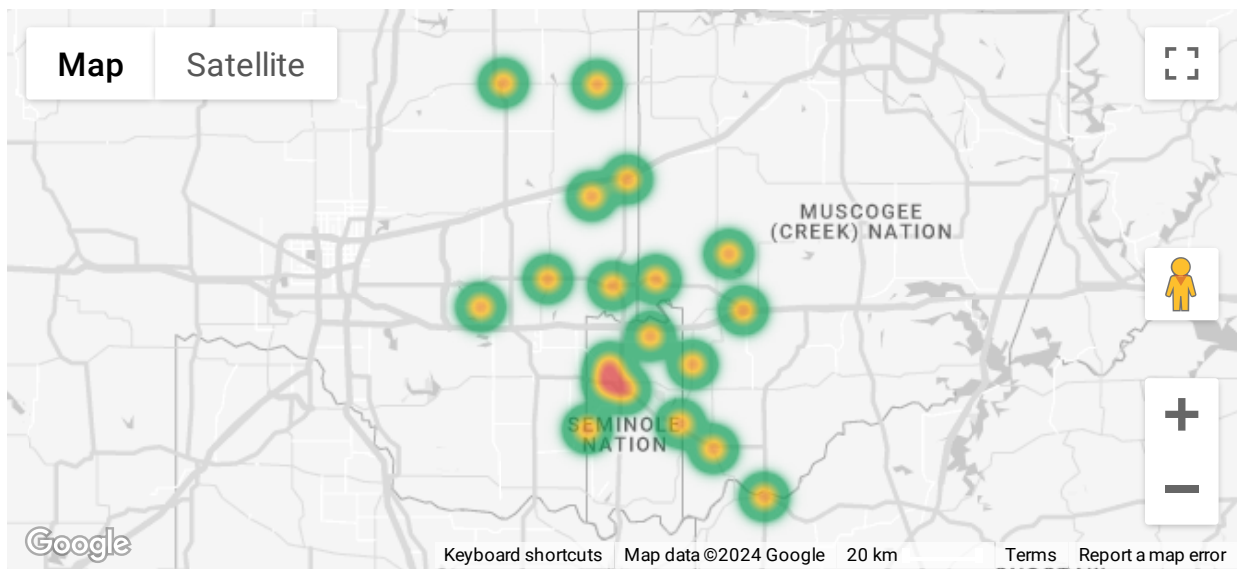 Map
Satellite
MUSCOGEE
(CREEK) NATION
SEMINOLE
NATION
Google
Keyboard shortcuts
Map data ©2024 Google
20 km
Terms
Report a map error